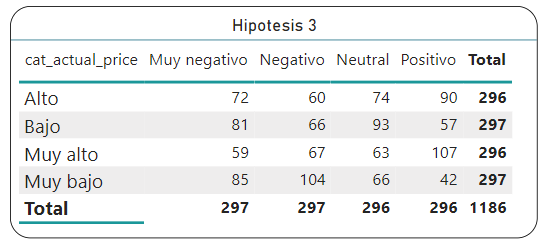 Hipotesis 3
cat_actual_price Muy negativo Negativo Neutral Positivo Total
Alto 72 60 74 90 296
Bajo 81 66 93 57 297
Muy alto 59 67 63 107 296
Muy bajo 85 104 66 42 297
Total 297 297 296 296 1186